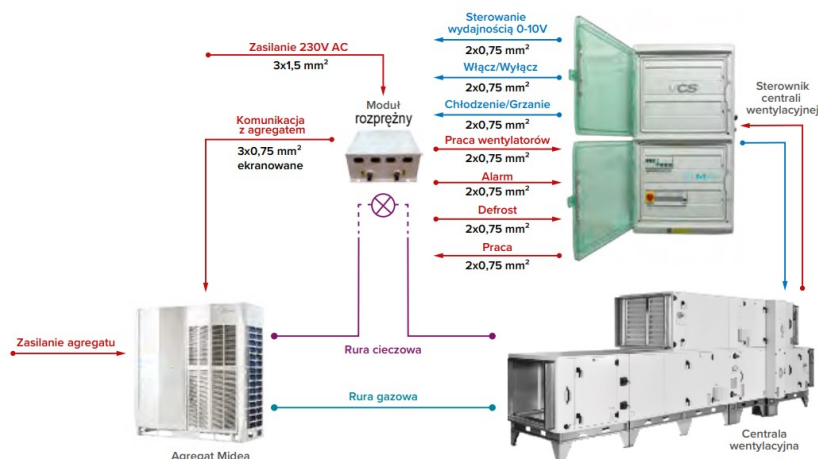 Sterowanie
wydajnością 0-10V
2x0,75 mm²
Włącz/Wyłącz
2x0,75 mm²
Chłodzenie/Grzanie
2x0,75 mm²
Praca wentylatorów
2x0,75 mm²
Alarm
2x0,75 mm²
Defrost
2x0,75 mm²
Praca
2x0,75 mm²
Zasilanie 230V AC
3x1,5 mm²
Moduł
rozprężny
Komunikacja
z agregatem
3x0,75 mm²
ekranowane
Sterownik
centrali
wentylacyjnej
Zasilanie agregatu
Rura cieczowa
Rura gazowa
Agregat Midea
Centrala
wentylacyjna